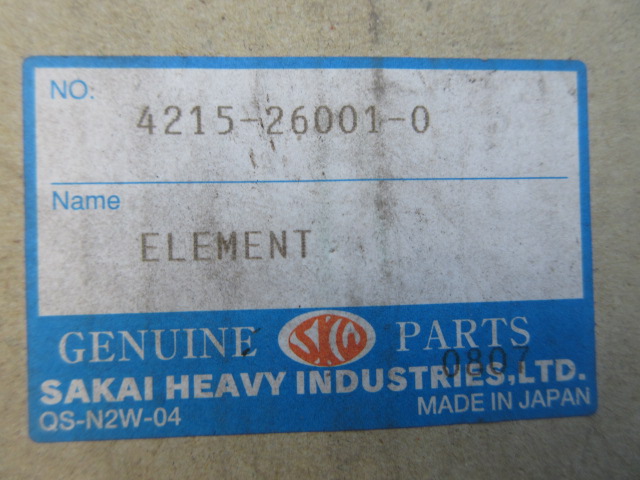 NO.
4215-26001-0
Name
ELEMENT
GENUINE SKW PARTS
0807
SAKAI HEAVY INDUSTRIES,LTD.
QS-N2W-04 MADE IN JAPAN